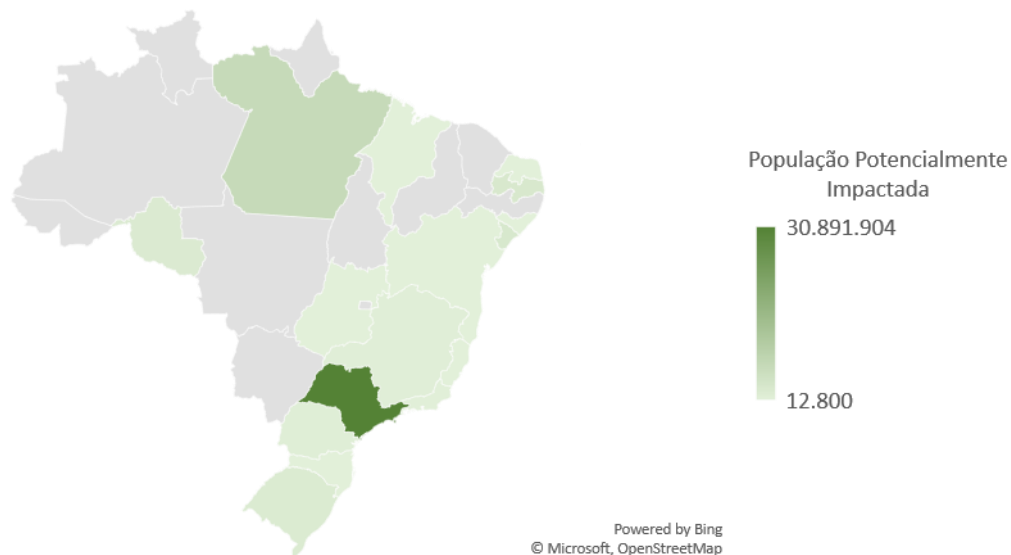 População Potencialmente
Impactada
30.891.904
12.800
Powered by Bing
© Microsoft, OpenStreetMap